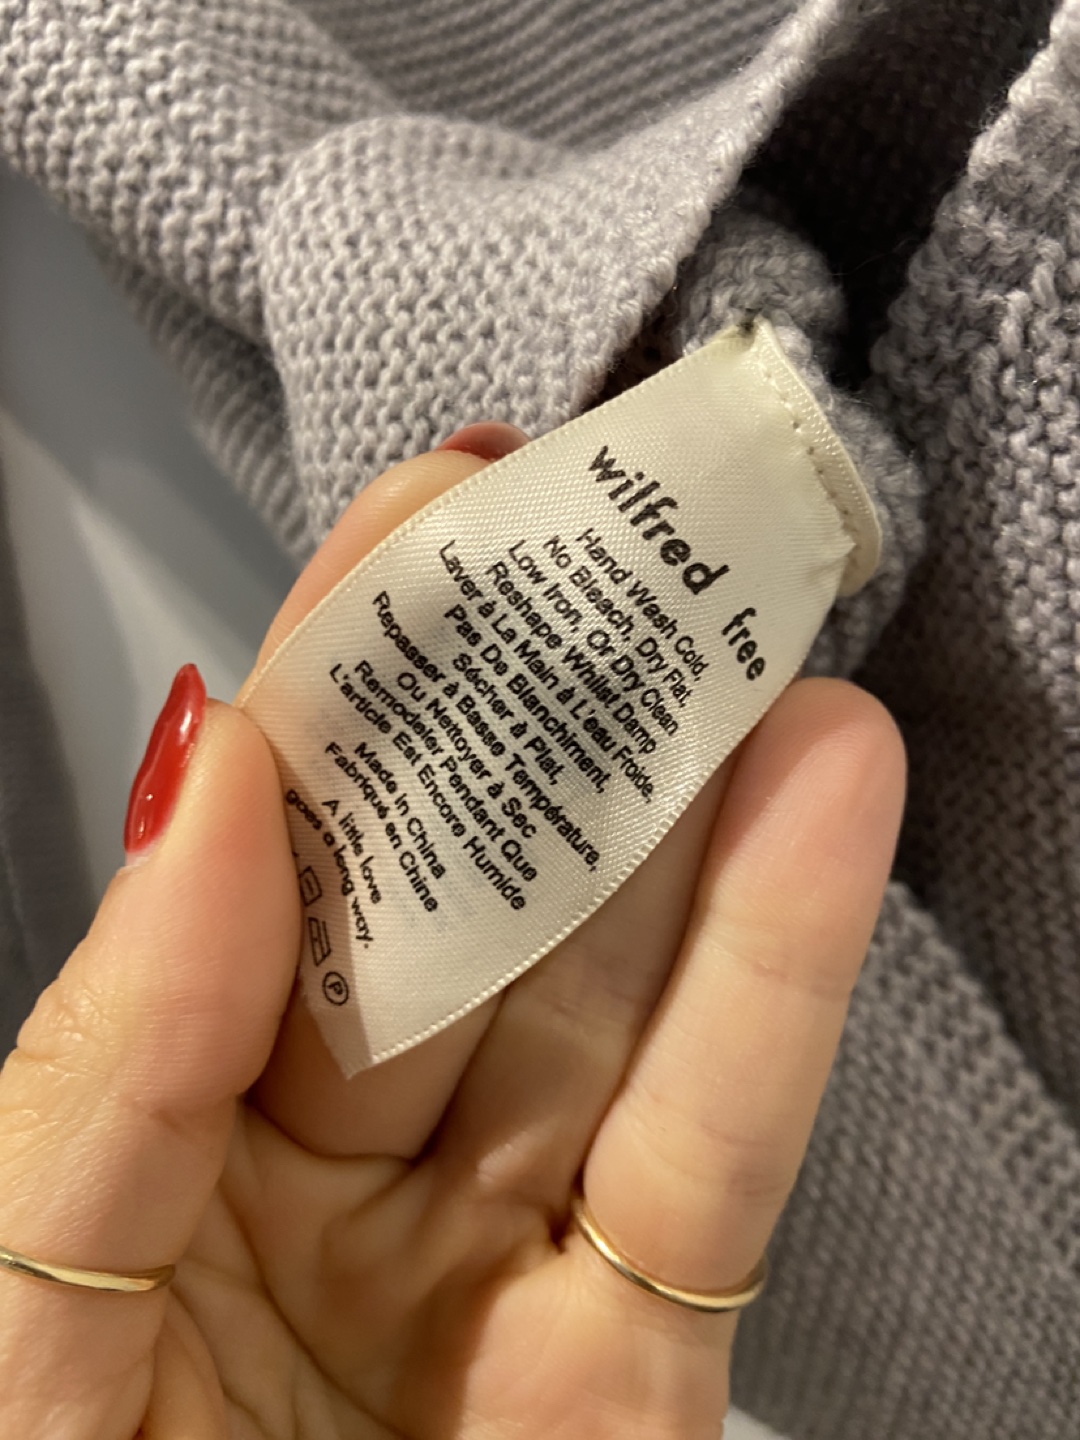 wilfred free
Hand Wash Cold,
No Bleach, Dry Flat,
Low Iron, Or Dry Clean
Reshape Whilst Damp
Laver à La Main à L'eau Froide,
Pas De Blanchiment,
Sécher à Plat,
Repasser à Basse Température,
Ou Nettoyer à Sec
Remodeler Pendant Que
L'article Est Encore Humide
Made in China
Fabriqué en Chine
A little love
goes a long way.
P